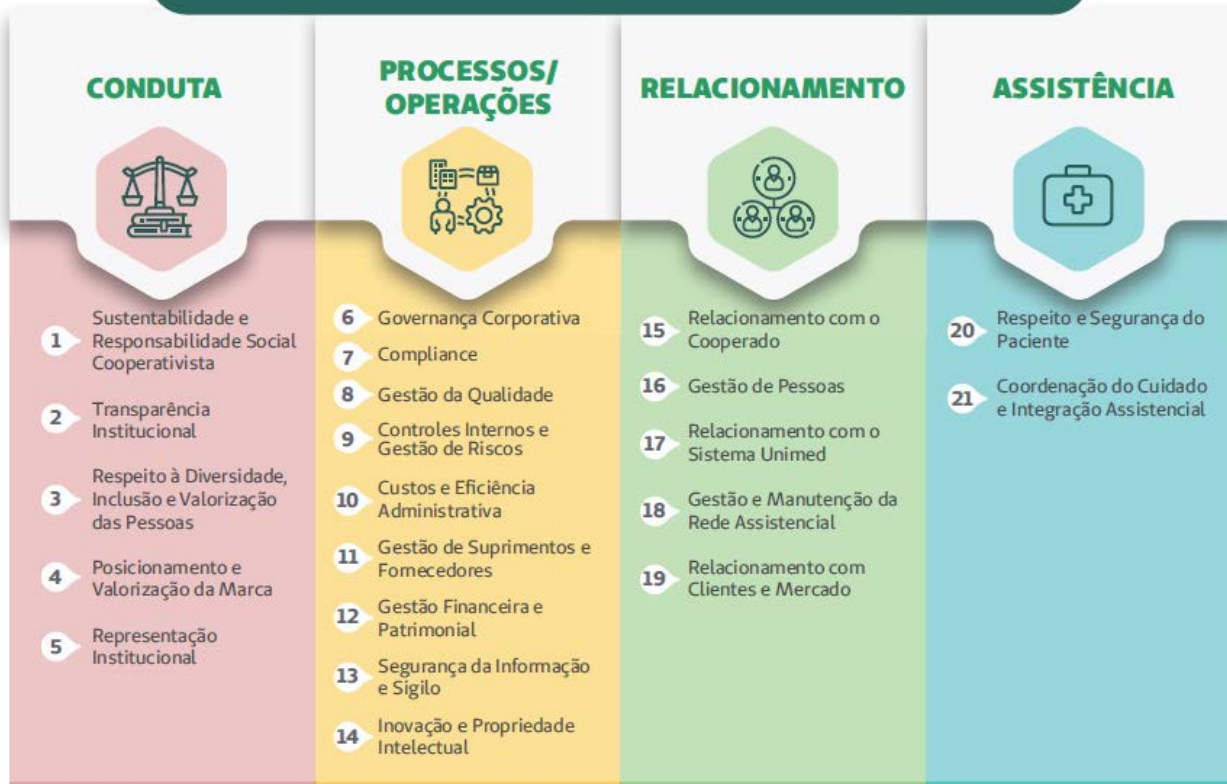 CONDUTA
1
Sustentabilidade e
Responsabilidade Social
Cooperativista
2
Transparência
Institucional
3
Respeito à Diversidade,
Inclusão e Valorização
das Pessoas
4
Posicionamento e
Valorização da Marca
5
Representação
Institucional
PROCESSOS/
OPERAÇÕES
6 Governança Corporativa
7 Compliance
8 Gestão da Qualidade
9
Controles Internos e
Gestão de Riscos
10
Custos e Eficiência
Administrativa
11
Gestão de Suprimentos e
Fornecedores
12
Gestão Financeira e
Patrimonial
13
Segurança da Informação
e Sigilo
14
Inovação e Propriedade
Intelectual
RELACIONAMENTO
15
Relacionamento com o
Cooperado
16 Gestão de Pessoas
17
Relacionamento com o
Sistema Unimed
18
Gestão e Manutenção da
Rede Assistencial
19
Relacionamento com
Clientes e Mercado
ASSISTÊNCIA
20
Respeito e Segurança do
Paciente
21
Coordenação do Cuidado
e Integração Assistencial